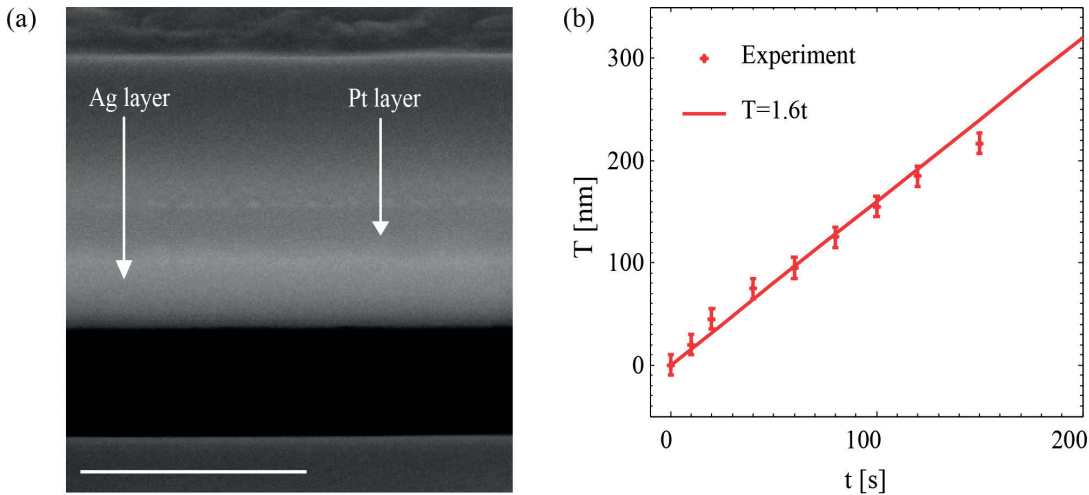 (a)
Ag layer
Pt layer
(b)
Experiment
T=1.6t
T [nm]
300
200
100
0
0
100
200
t [s]